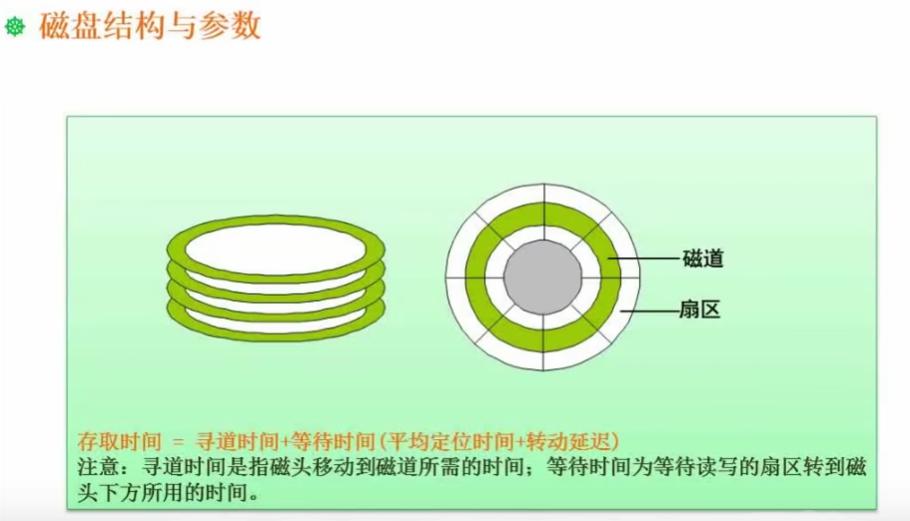 磁盘结构与参数
磁道
扇区
存取时间 = 寻道时间+等待时间(平均定位时间+转动延迟)
注意：寻道时间是指磁头移动到磁道所需的时间；等待时间为等待读写的扇区转到磁
头下方所用的时间。